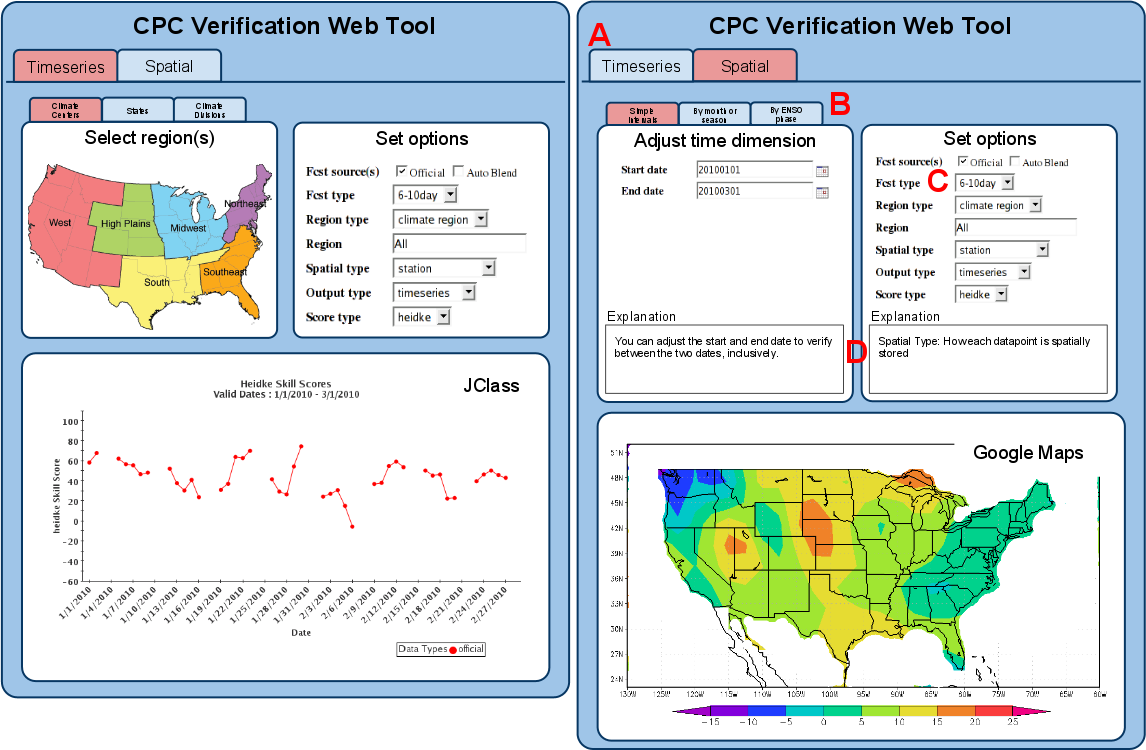 CPC Verification Web Tool
Timeseries
Spatial
Climate
Centers
States
Climate
Divisions
Select region(s)
West
High Plains
Midwest
Northeast
South
Southeast
Set options
Fcst source(s) Official Auto Blend
Fcst type 6-10day
Region type climate region
Region All
Spatial type station
Output type timeseries
Score type heidke
JClass
Heidke Skill Scores
Valid Dates : 1/1/2010 - 3/1/2010
heidke Skill Score
100
80
60
40
20
0
-20
-40
-60
1/1/2010
1/4/2010
1/7/2010
1/10/2010
1/13/2010
1/16/2010
1/19/2010
1/22/2010
1/25/2010
1/28/2010
1/31/2010
2/3/2010
2/6/2010
2/9/2010
2/12/2010
2/15/2010
2/18/2010
2/21/2010
2/24/2010
2/27/2010
Date
Data Types official
CPC Verification Web Tool
A
Timeseries
Spatial
Simple
Intervals
By month or
season
By ENSO
phase
B
Adjust time dimension
Start date 20100101
End date 20100301
Explanation
You can adjust the start and end date to verify
between the two dates, inclusively.
Set options
Fcst source(s) Official Auto Blend
C
Fcst type 6-10day
Region type climate region
Region All
Spatial type station
Output type timeseries
Score type heidke
Explanation
D
Spatial Type: Howeach datapoint is spatially
stored
Google Maps
51N
48N
45N
42N
39N
36N
33N
30N
27N
24N
130W 125W 120W 115W 110W 105W 100W 95W 90W 85W 80W 75W 70W 65W 60W
-15 -10 -5 0 5 10 15 20 25